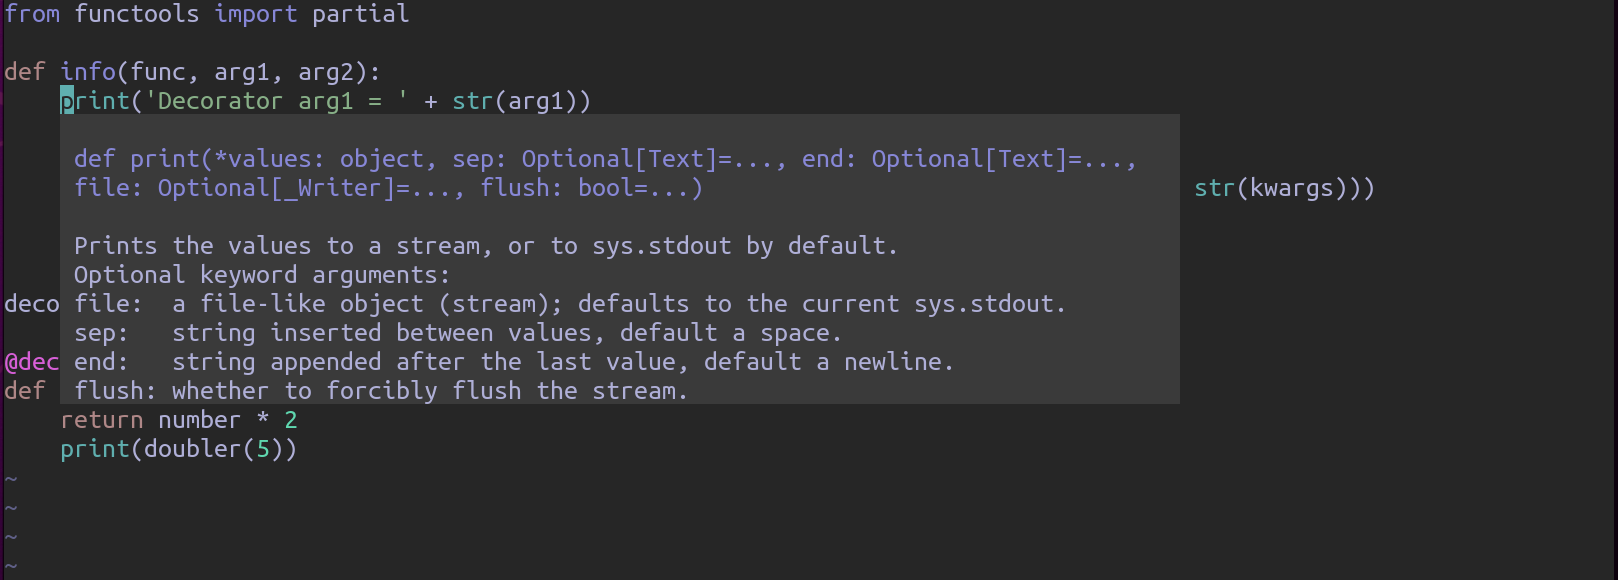 from functools import partial
def info(func, arg1, arg2):
print('Decorator arg1 = ' + str(arg1))
def print(*values: object, sep: Optional[Text]=..., end: Optional[Text]=...,
file: Optional[_Writer]=..., flush: bool=...) str(kwargs)))
Prints the values to a stream, or to sys.stdout by default.
Optional keyword arguments:
deco file: a file-like object (stream); defaults to the current sys.stdout.
sep: string inserted between values, default a space.
@dec end: string appended after the last value, default a newline.
def flush: whether to forcibly flush the stream.
return number * 2
print(doubler(5))
~
~
~
~